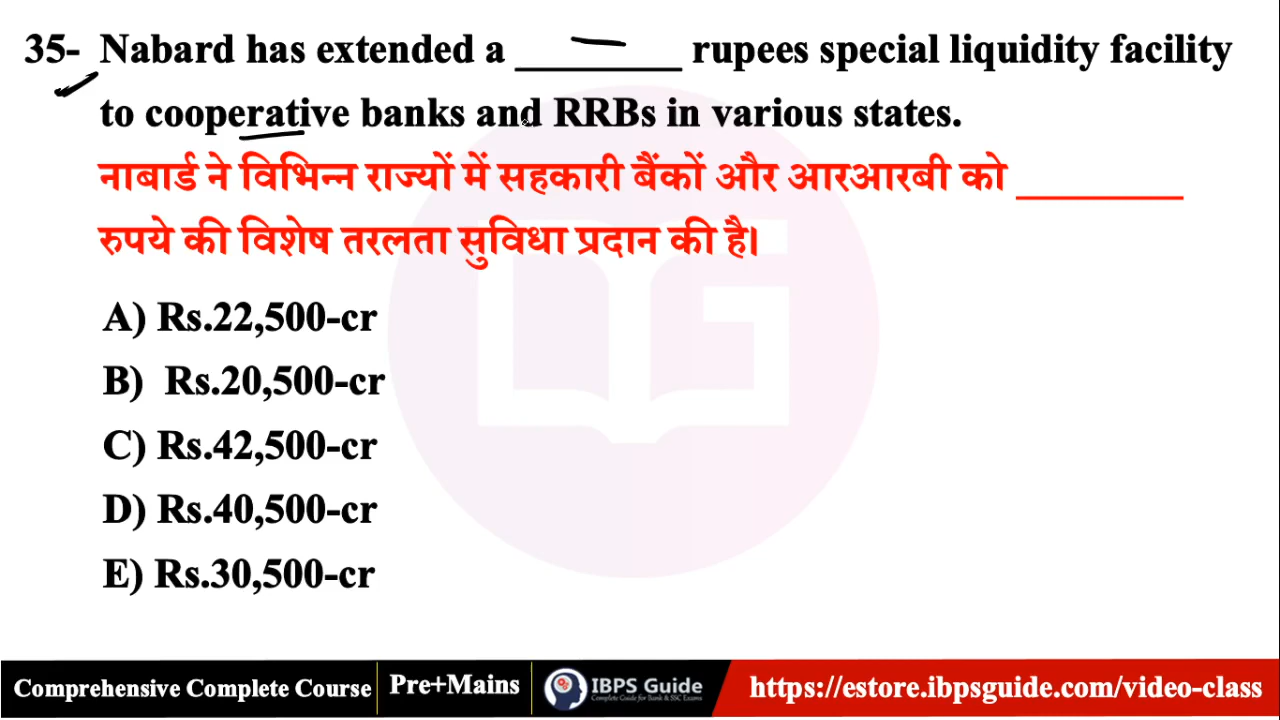 35- Nabard has extended a ________ rupees special liquidity facility
to cooperative banks and RRBs in various states.
नाबार्ड ने विभिन्न राज्यों में सहकारी बैंकों और आरआरबी को ________
रुपये की विशेष तरलता सुविधा प्रदान की है।
A) Rs.22,500-cr
B) Rs.20,500-cr
C) Rs.42,500-cr
D) Rs.40,500-cr
E) Rs.30,500-cr
Comprehensive Complete Course Pre+Mains IBPS Guide https://estore.ibpsguide.com/video-class
Complete Guide for Bank & SSC Exams